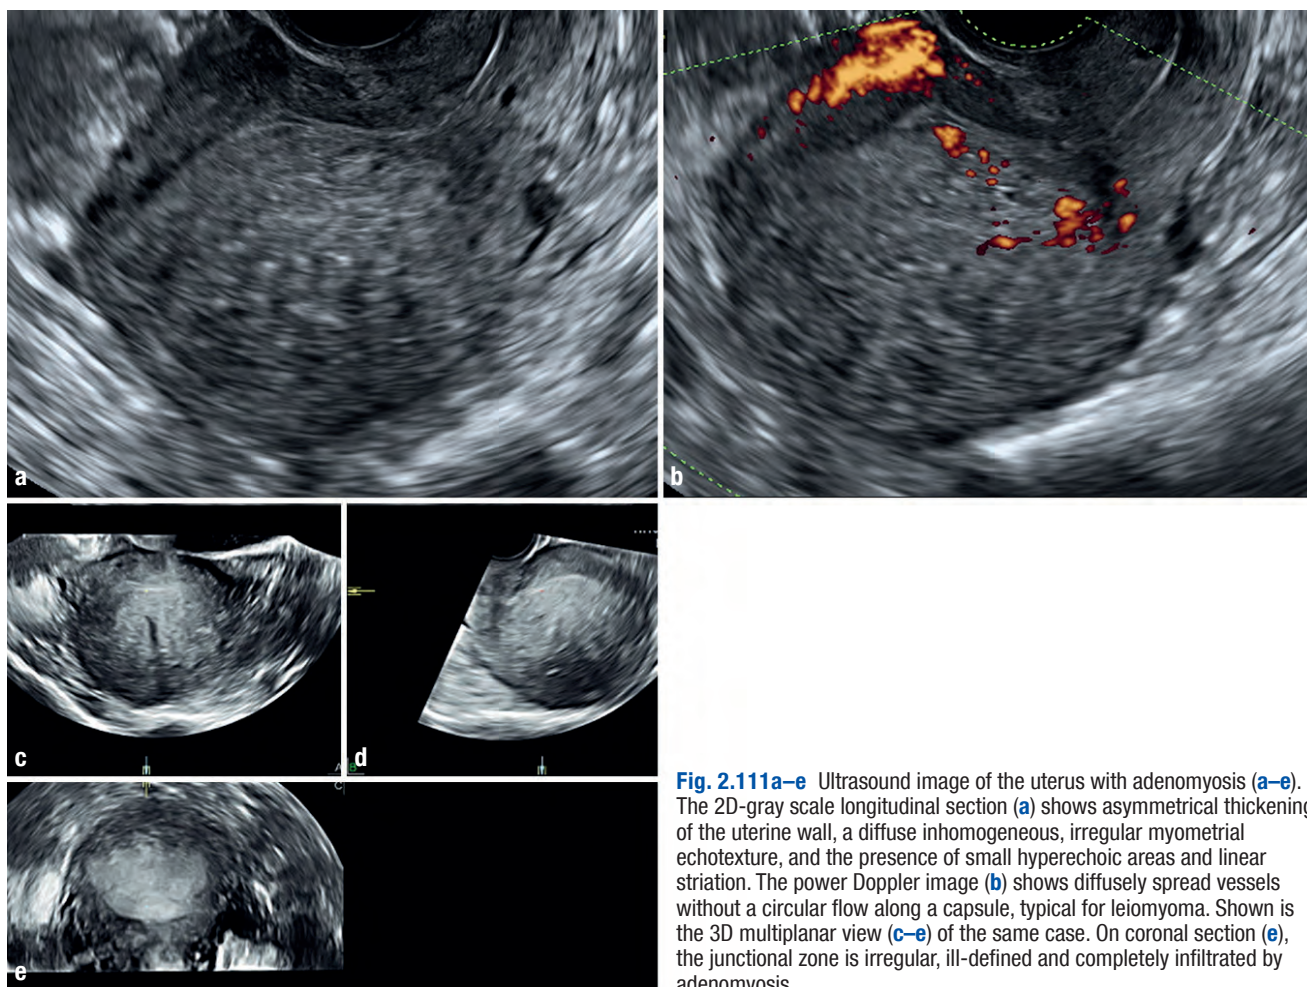 a
b
c
A
B
d
C
e
Fig. 2.111a–e Ultrasound image of the uterus with adenomyosis (a–e).
The 2D-gray scale longitudinal section (a) shows asymmetrical thickening
of the uterine wall, a diffuse inhomogeneous, irregular myometrial
echotexture, and the presence of small hyperechoic areas and linear
striation. The power Doppler image (b) shows diffusely spread vessels
without a circular flow along a capsule, typical for leiomyoma. Shown is
the 3D multiplanar view (c–e) of the same case. On coronal section (e),
the junctional zone is irregular, ill-defined and completely infiltrated by
adenomyosis